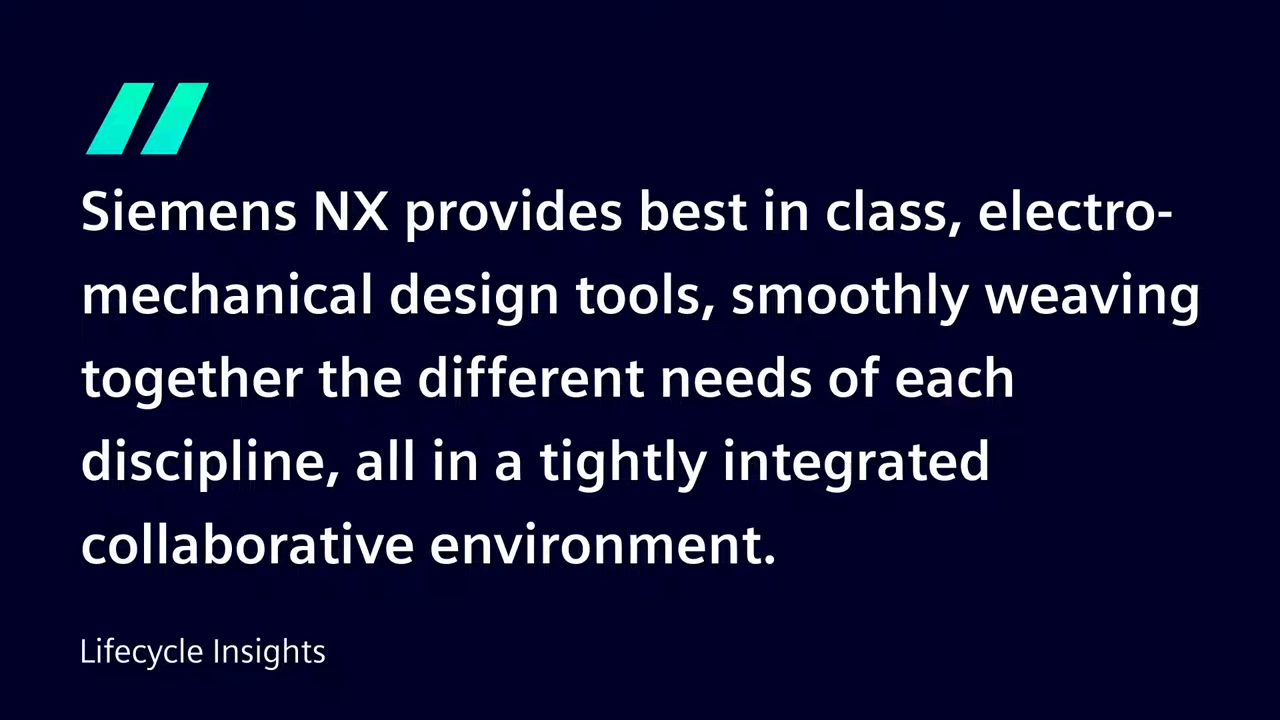 Siemens NX provides best in class, electro-
mechanical design tools, smoothly weaving
together the different needs of each
discipline, all in a tightly integrated
collaborative environment.
Lifecycle Insights